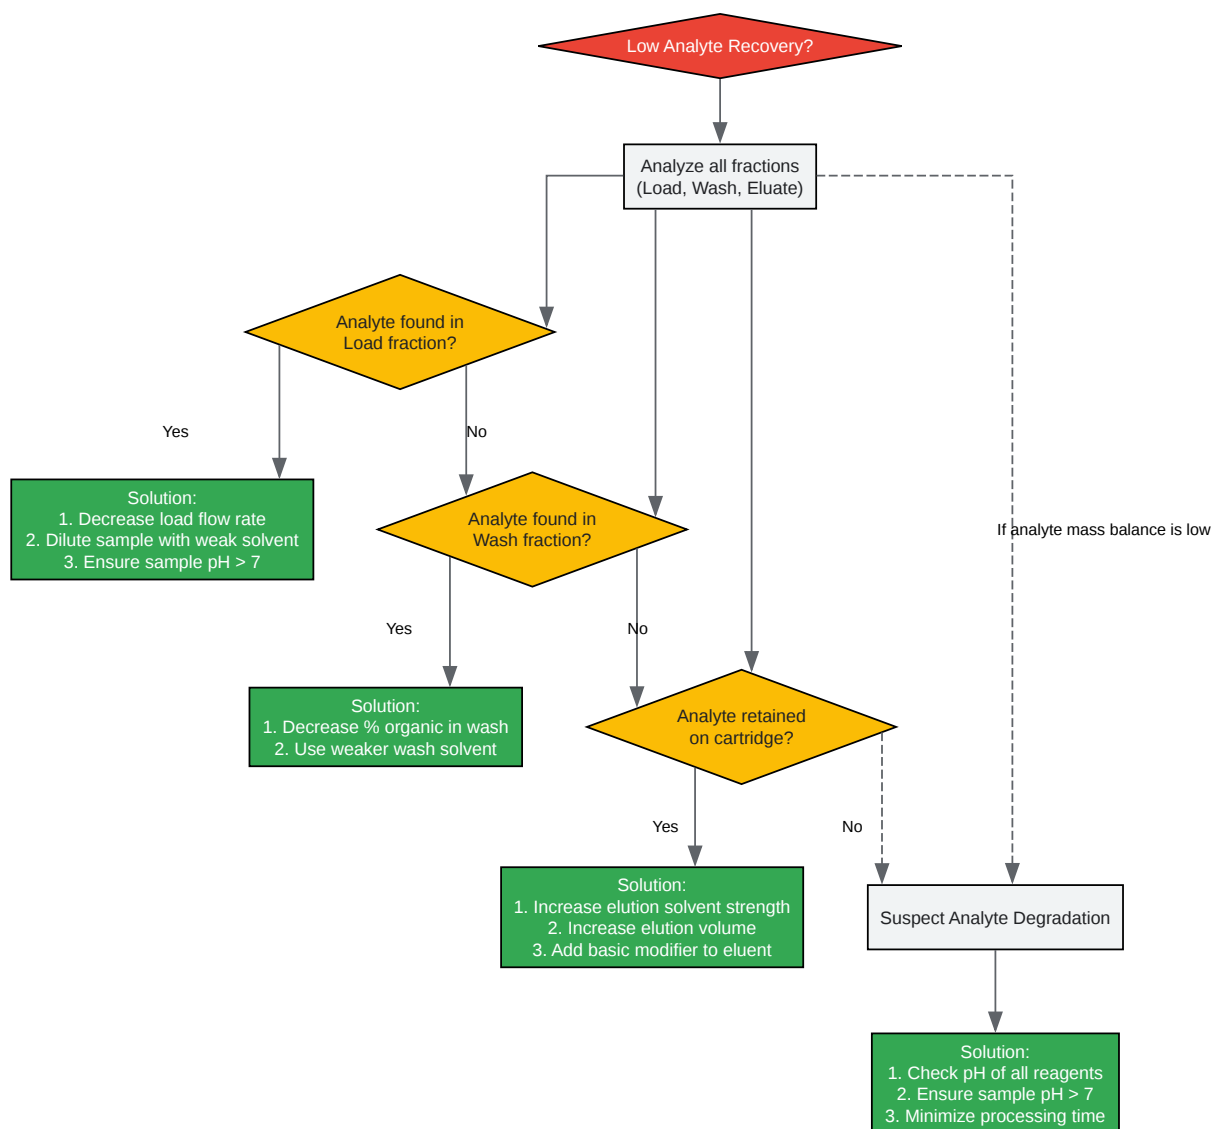 Low Analyte Recovery?
Analyze all fractions
(Load, Wash, Eluate)
Analyte found in
Load fraction?
Yes
No
Solution:
1. Decrease load flow rate
2. Dilute sample with weak solvent
3. Ensure sample pH > 7
Analyte found in
Wash fraction?
If analyte mass balance is low
Yes
No
Solution:
1. Decrease % organic in wash
2. Use weaker wash solvent
Analyte retained
on cartridge?
Yes
No
Solution:
1. Increase elution solvent strength
2. Increase elution volume
3. Add basic modifier to eluent
Suspect Analyte Degradation
Solution:
1. Check pH of all reagents
2. Ensure sample pH > 7
3. Minimize processing time